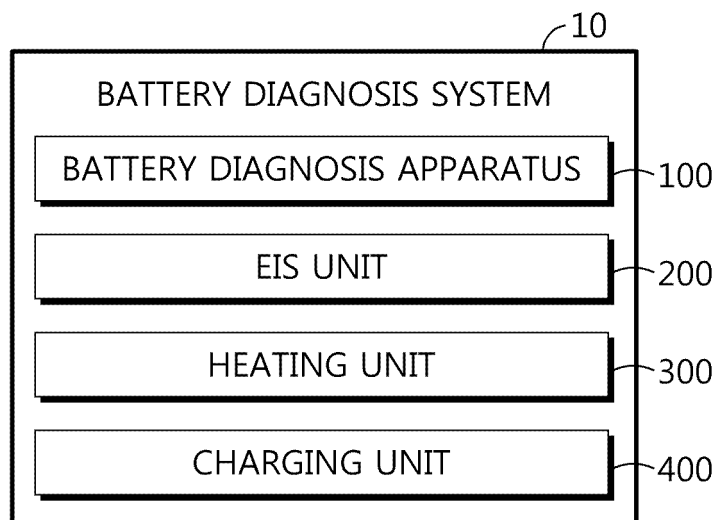 10
BATTERY DIAGNOSIS SYSTEM
BATTERY DIAGNOSIS APPARATUS
100
EIS UNIT
200
HEATING UNIT
300
CHARGING UNIT
400